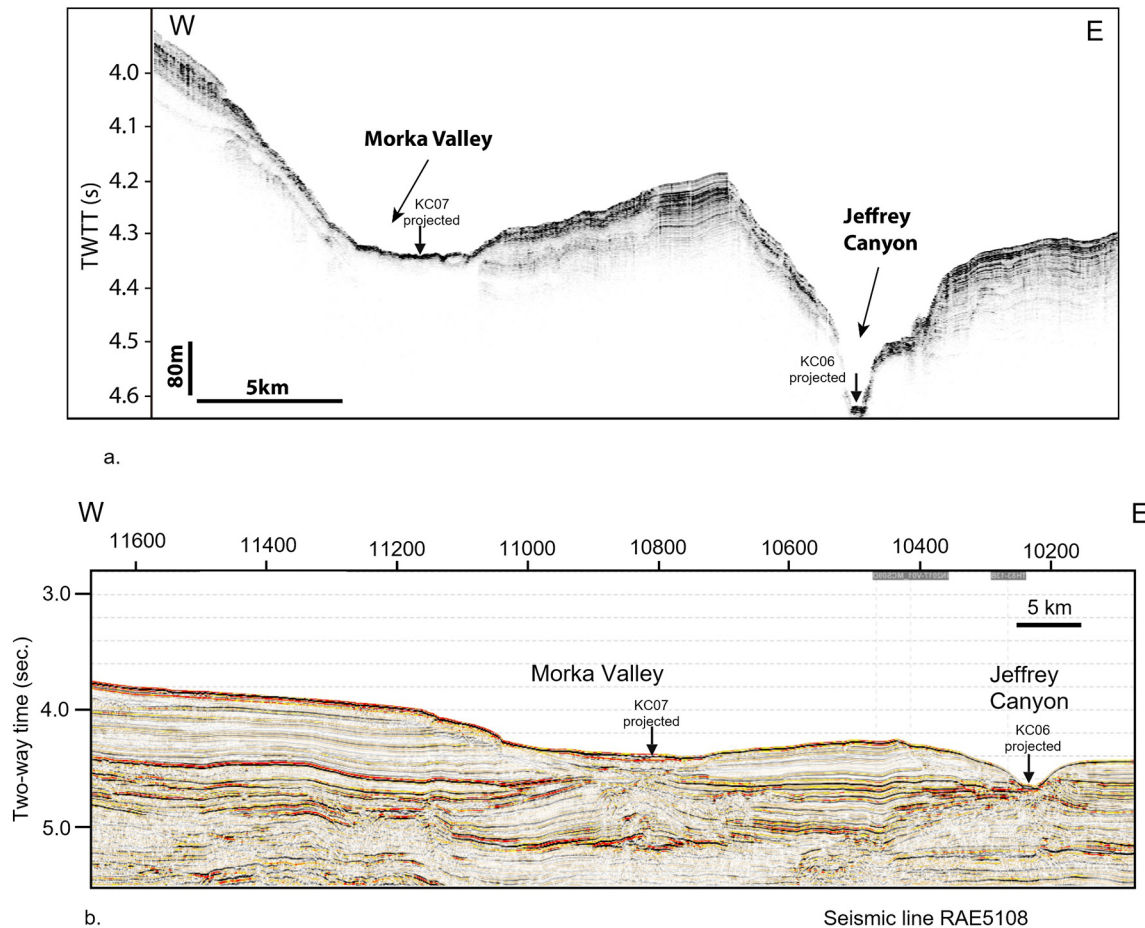 W
E
4.0
4.1
4.2
4.3
4.4
4.5
4.6
TWTT (s)
Morka Valley
KC07
projected
Jeffrey
Canyon
KC06
projected
80m
5km
a.
W
E
11600 11400 11200 11000 10800 10600 10400 10200
3.0
4.0
5.0
Two-way time (sec.)
5 km
Morka Valley
KC07
projected
Jeffrey
Canyon
KC06
projected
b.
Seismic line RAE5108